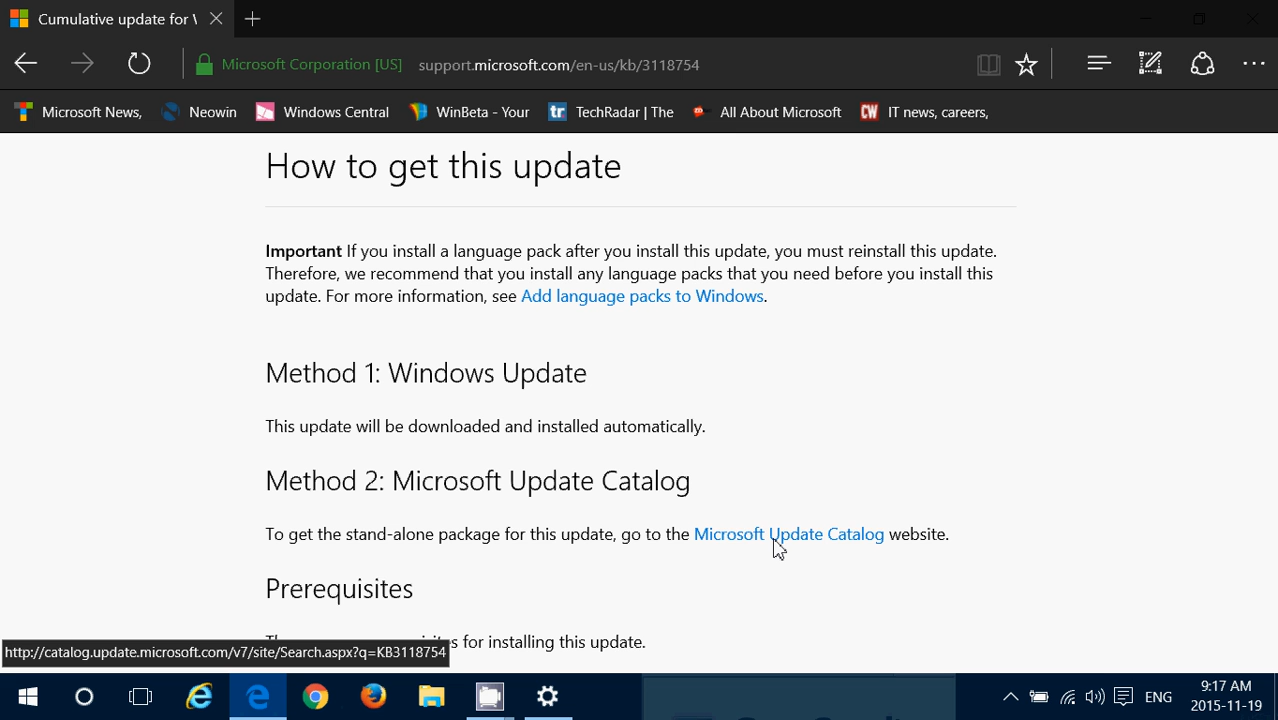 Cumulative update for
Microsoft Corporation [US] support.microsoft.com/en-us/kb/3118754
Microsoft News, Neowin Windows Central WinBeta - Your TechRadar | The All About Microsoft CW IT news, careers,
How to get this update
Important If you install a language pack after you install this update, you must reinstall this update.
Therefore, we recommend that you install any language packs that you need before you install this
update. For more information, see Add language packs to Windows.
Method 1: Windows Update
This update will be downloaded and installed automatically.
Method 2: Microsoft Update Catalog
To get the stand-alone package for this update, go to the Microsoft Update Catalog website.
Prerequisites
for installing this update.
http://catalog.update.microsoft.com/v7/site/Search.aspx?q=KB3118754
ENG
9:17 AM
2015-11-19